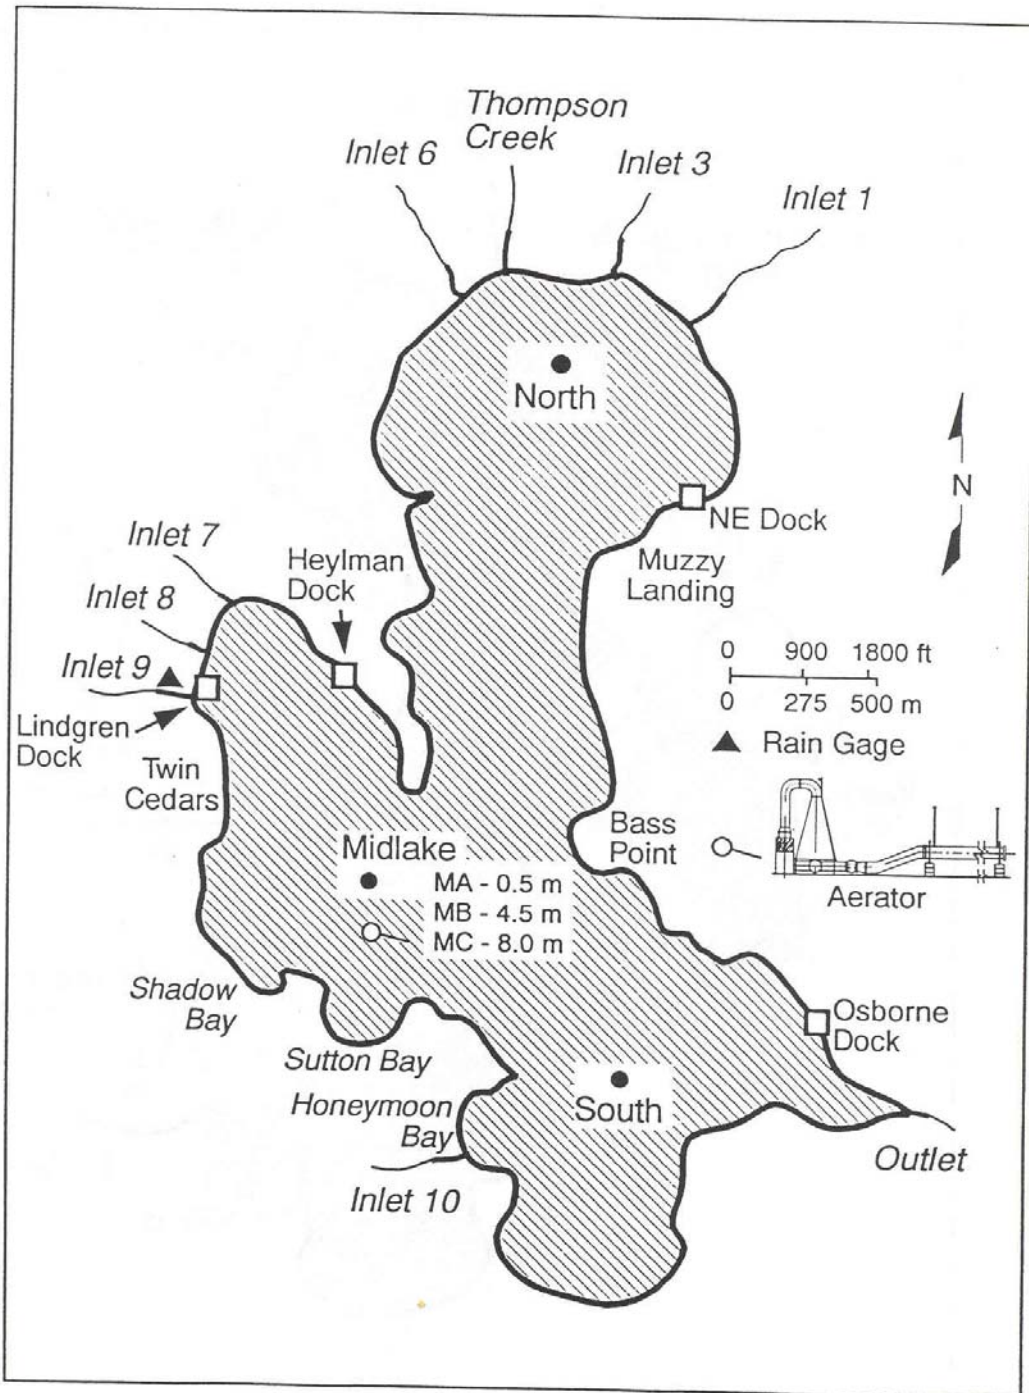 Thompson
Creek
Inlet 6
Inlet 3
Inlet 1
North
N
NE Dock
Muzzy
Landing
Inlet 7
Heylman
Dock
Inlet 8
Inlet 9
Lindgren
Dock
Twin
Cedars
0 900 1800 ft
0 275 500 m
Rain Gage
Bass
Point
Aerator
Midlake
MA - 0.5 m
MB - 4.5 m
MC - 8.0 m
Shadow
Bay
Sutton Bay
Osborne
Dock
Honeymoon
Bay
South
Outlet
Inlet 10